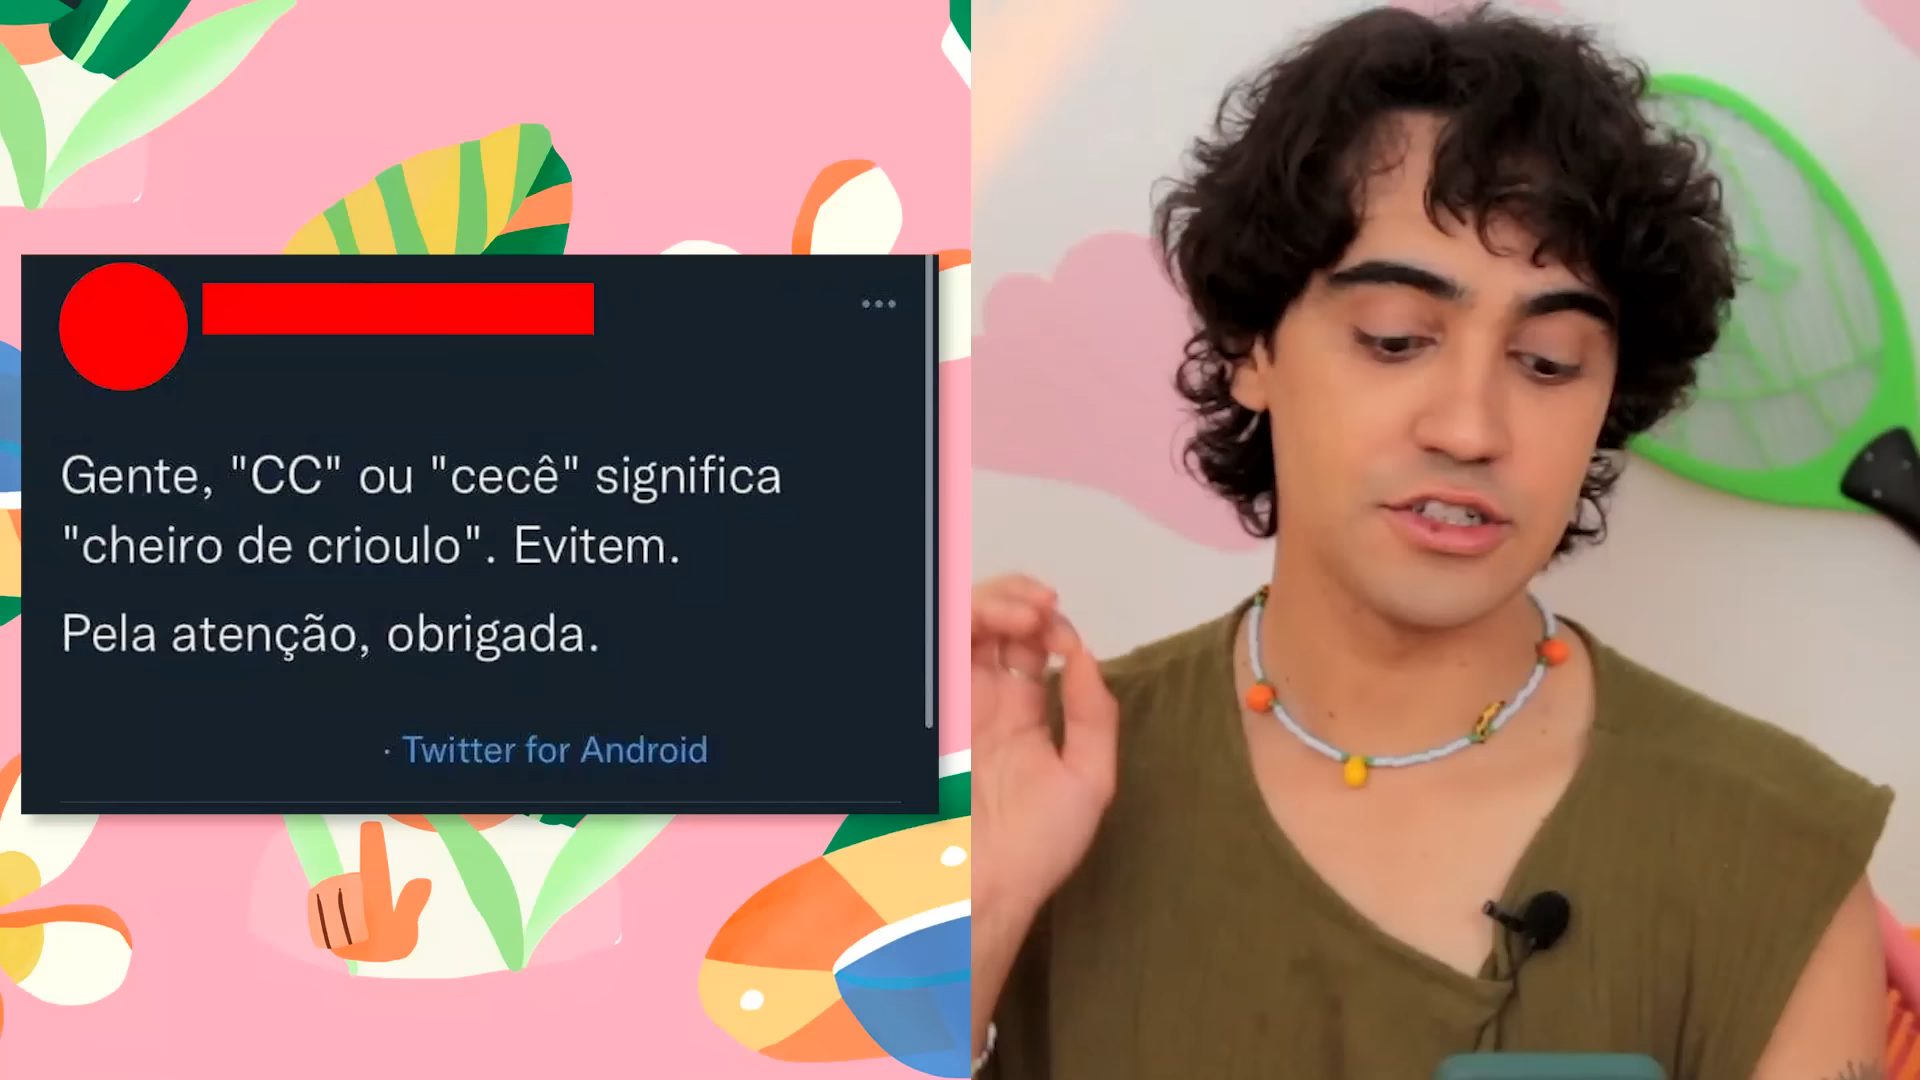 Gente, "CC" ou "cecê" significa
"cheiro de crioulo". Evitem.
Pela atenção, obrigada.
· Twitter for Android